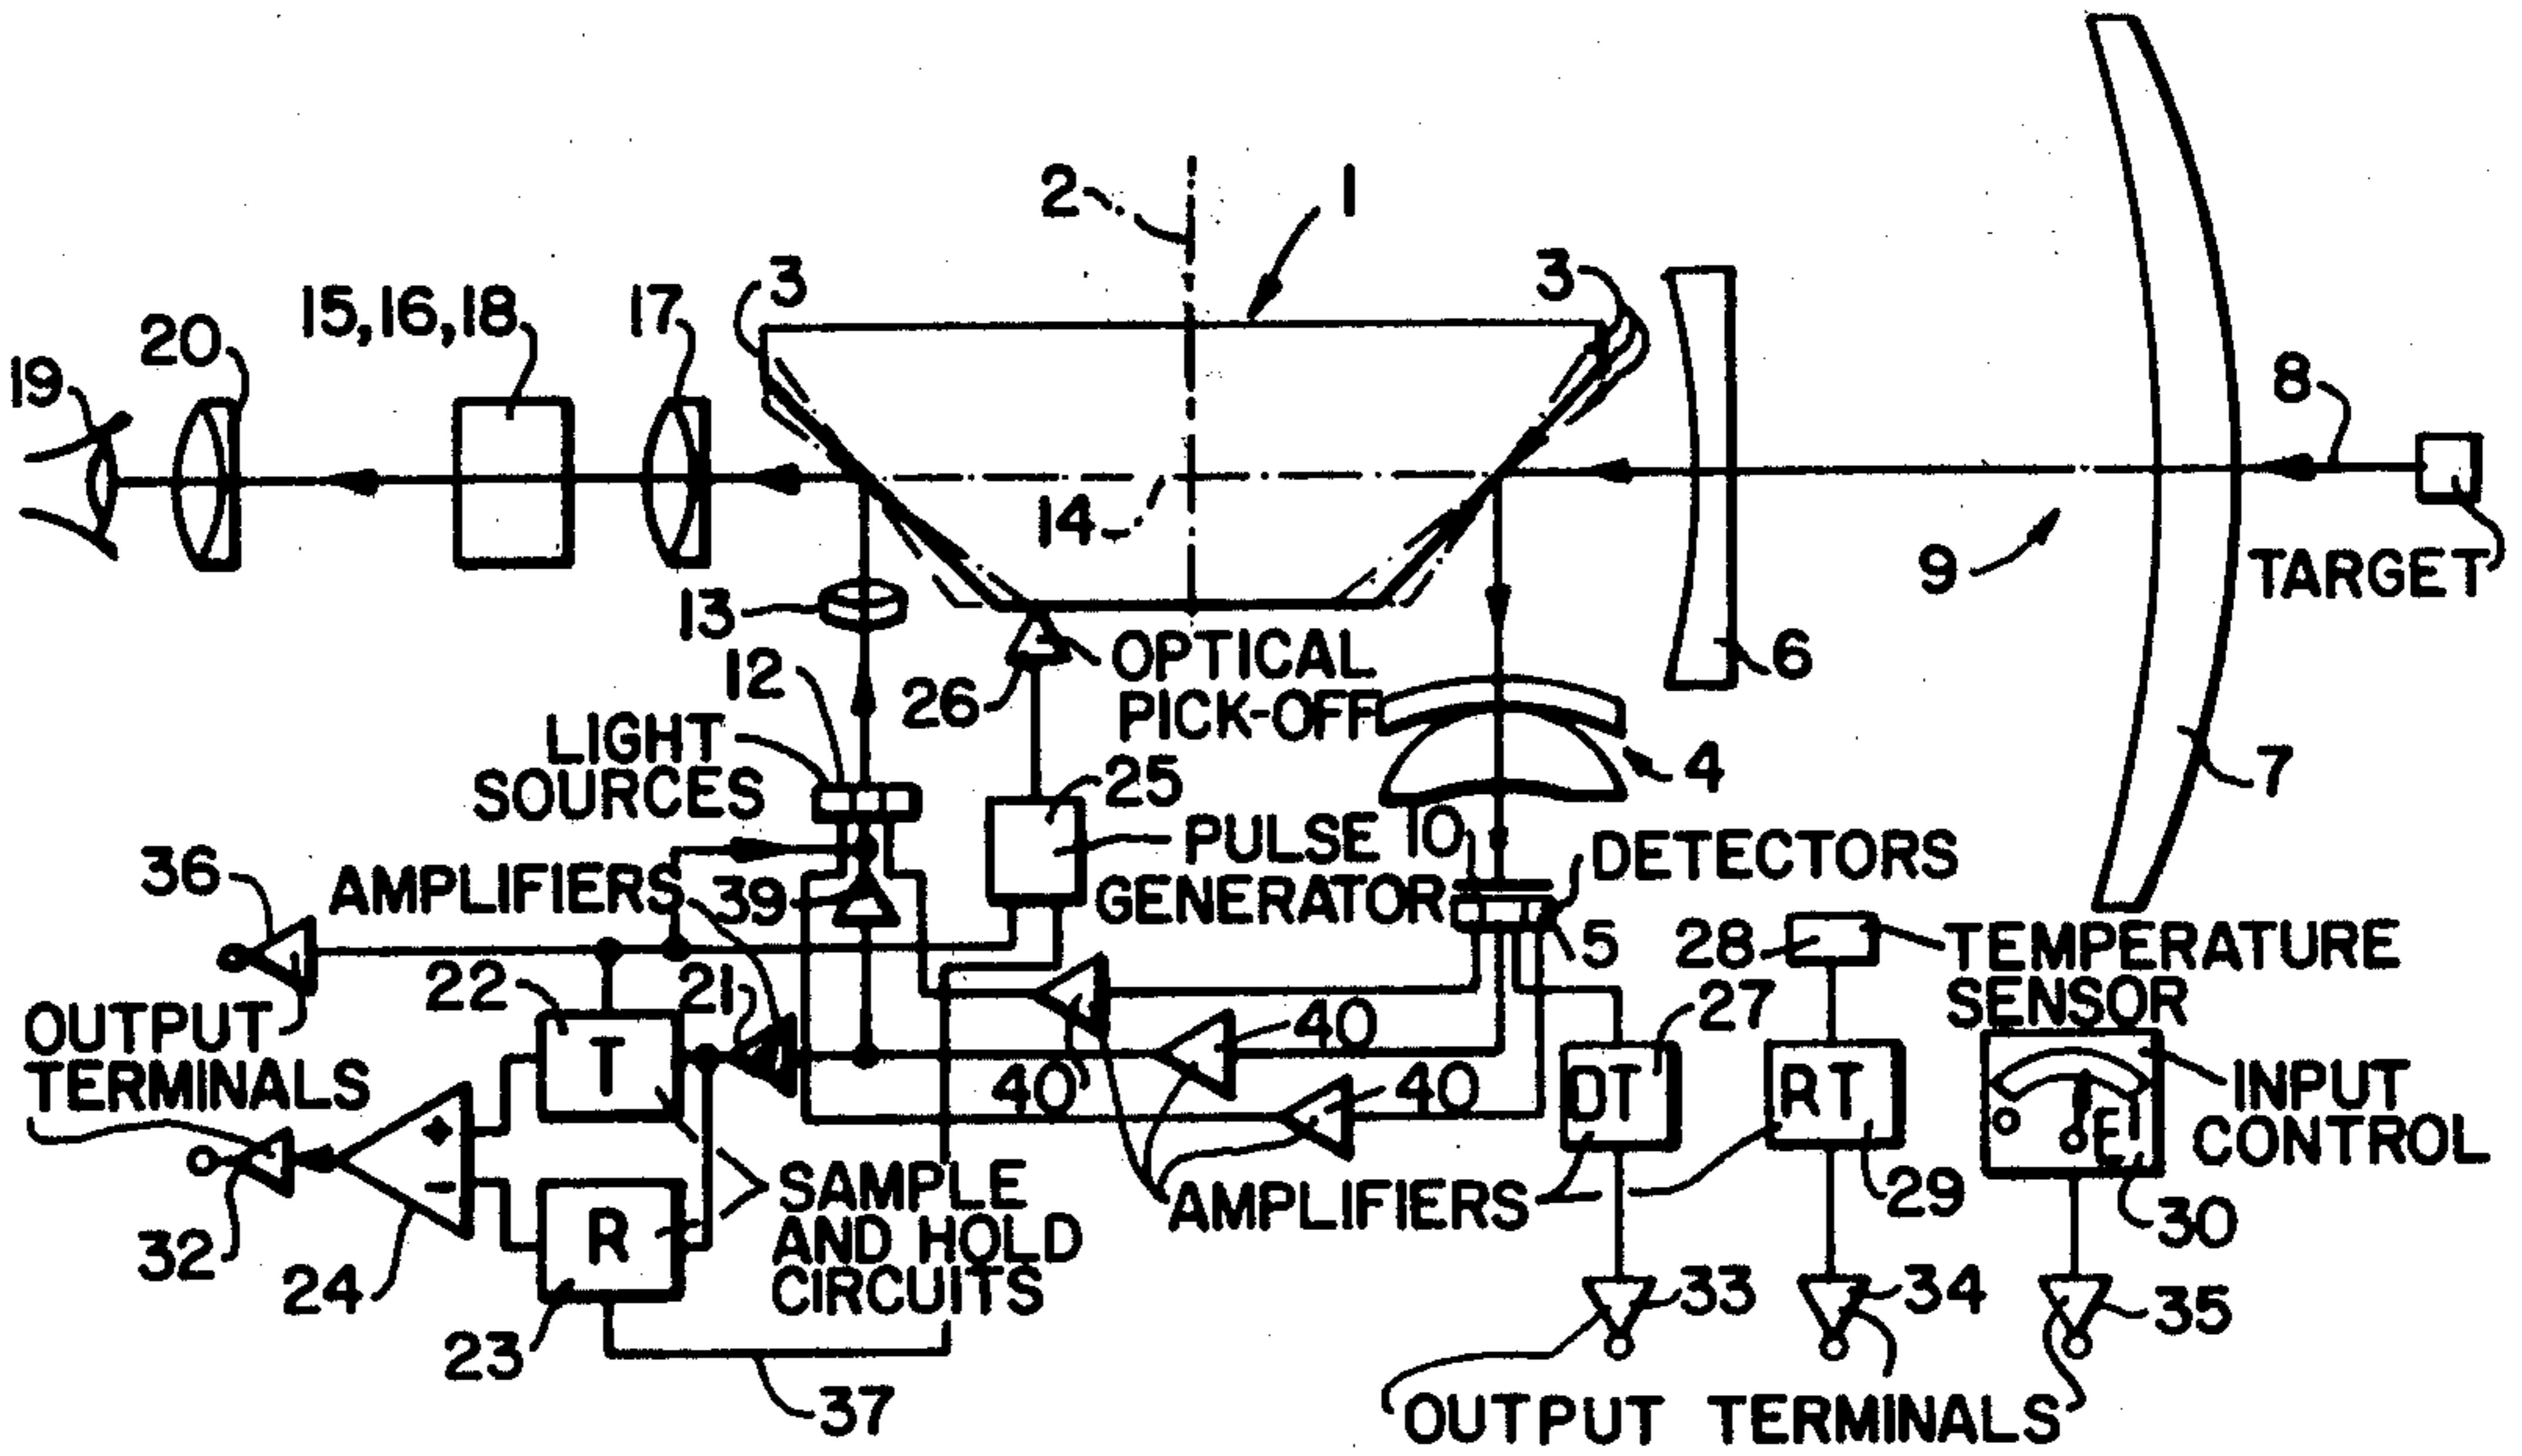 2
1
3
3
15,16,18
17
20
19
8
14
9
TARGET
13
6
12
26
OPTICAL
PICK-OFF
LIGHT
SOURCES
4
7
25
PULSE
GENERATOR
10
DETECTORS
36
AMPLIFIERS
39
5
28
TEMPERATURE
SENSOR
22
21
27
OUTPUT
TERMINALS
T
40
40
40
DT
RT
INPUT
CONTROL
0
E
1
+
-
SAMPLE
AND HOLD
CIRCUITS
AMPLIFIERS
29
30
R
32
24
23
33
34
35
37
OUTPUT TERMINALS